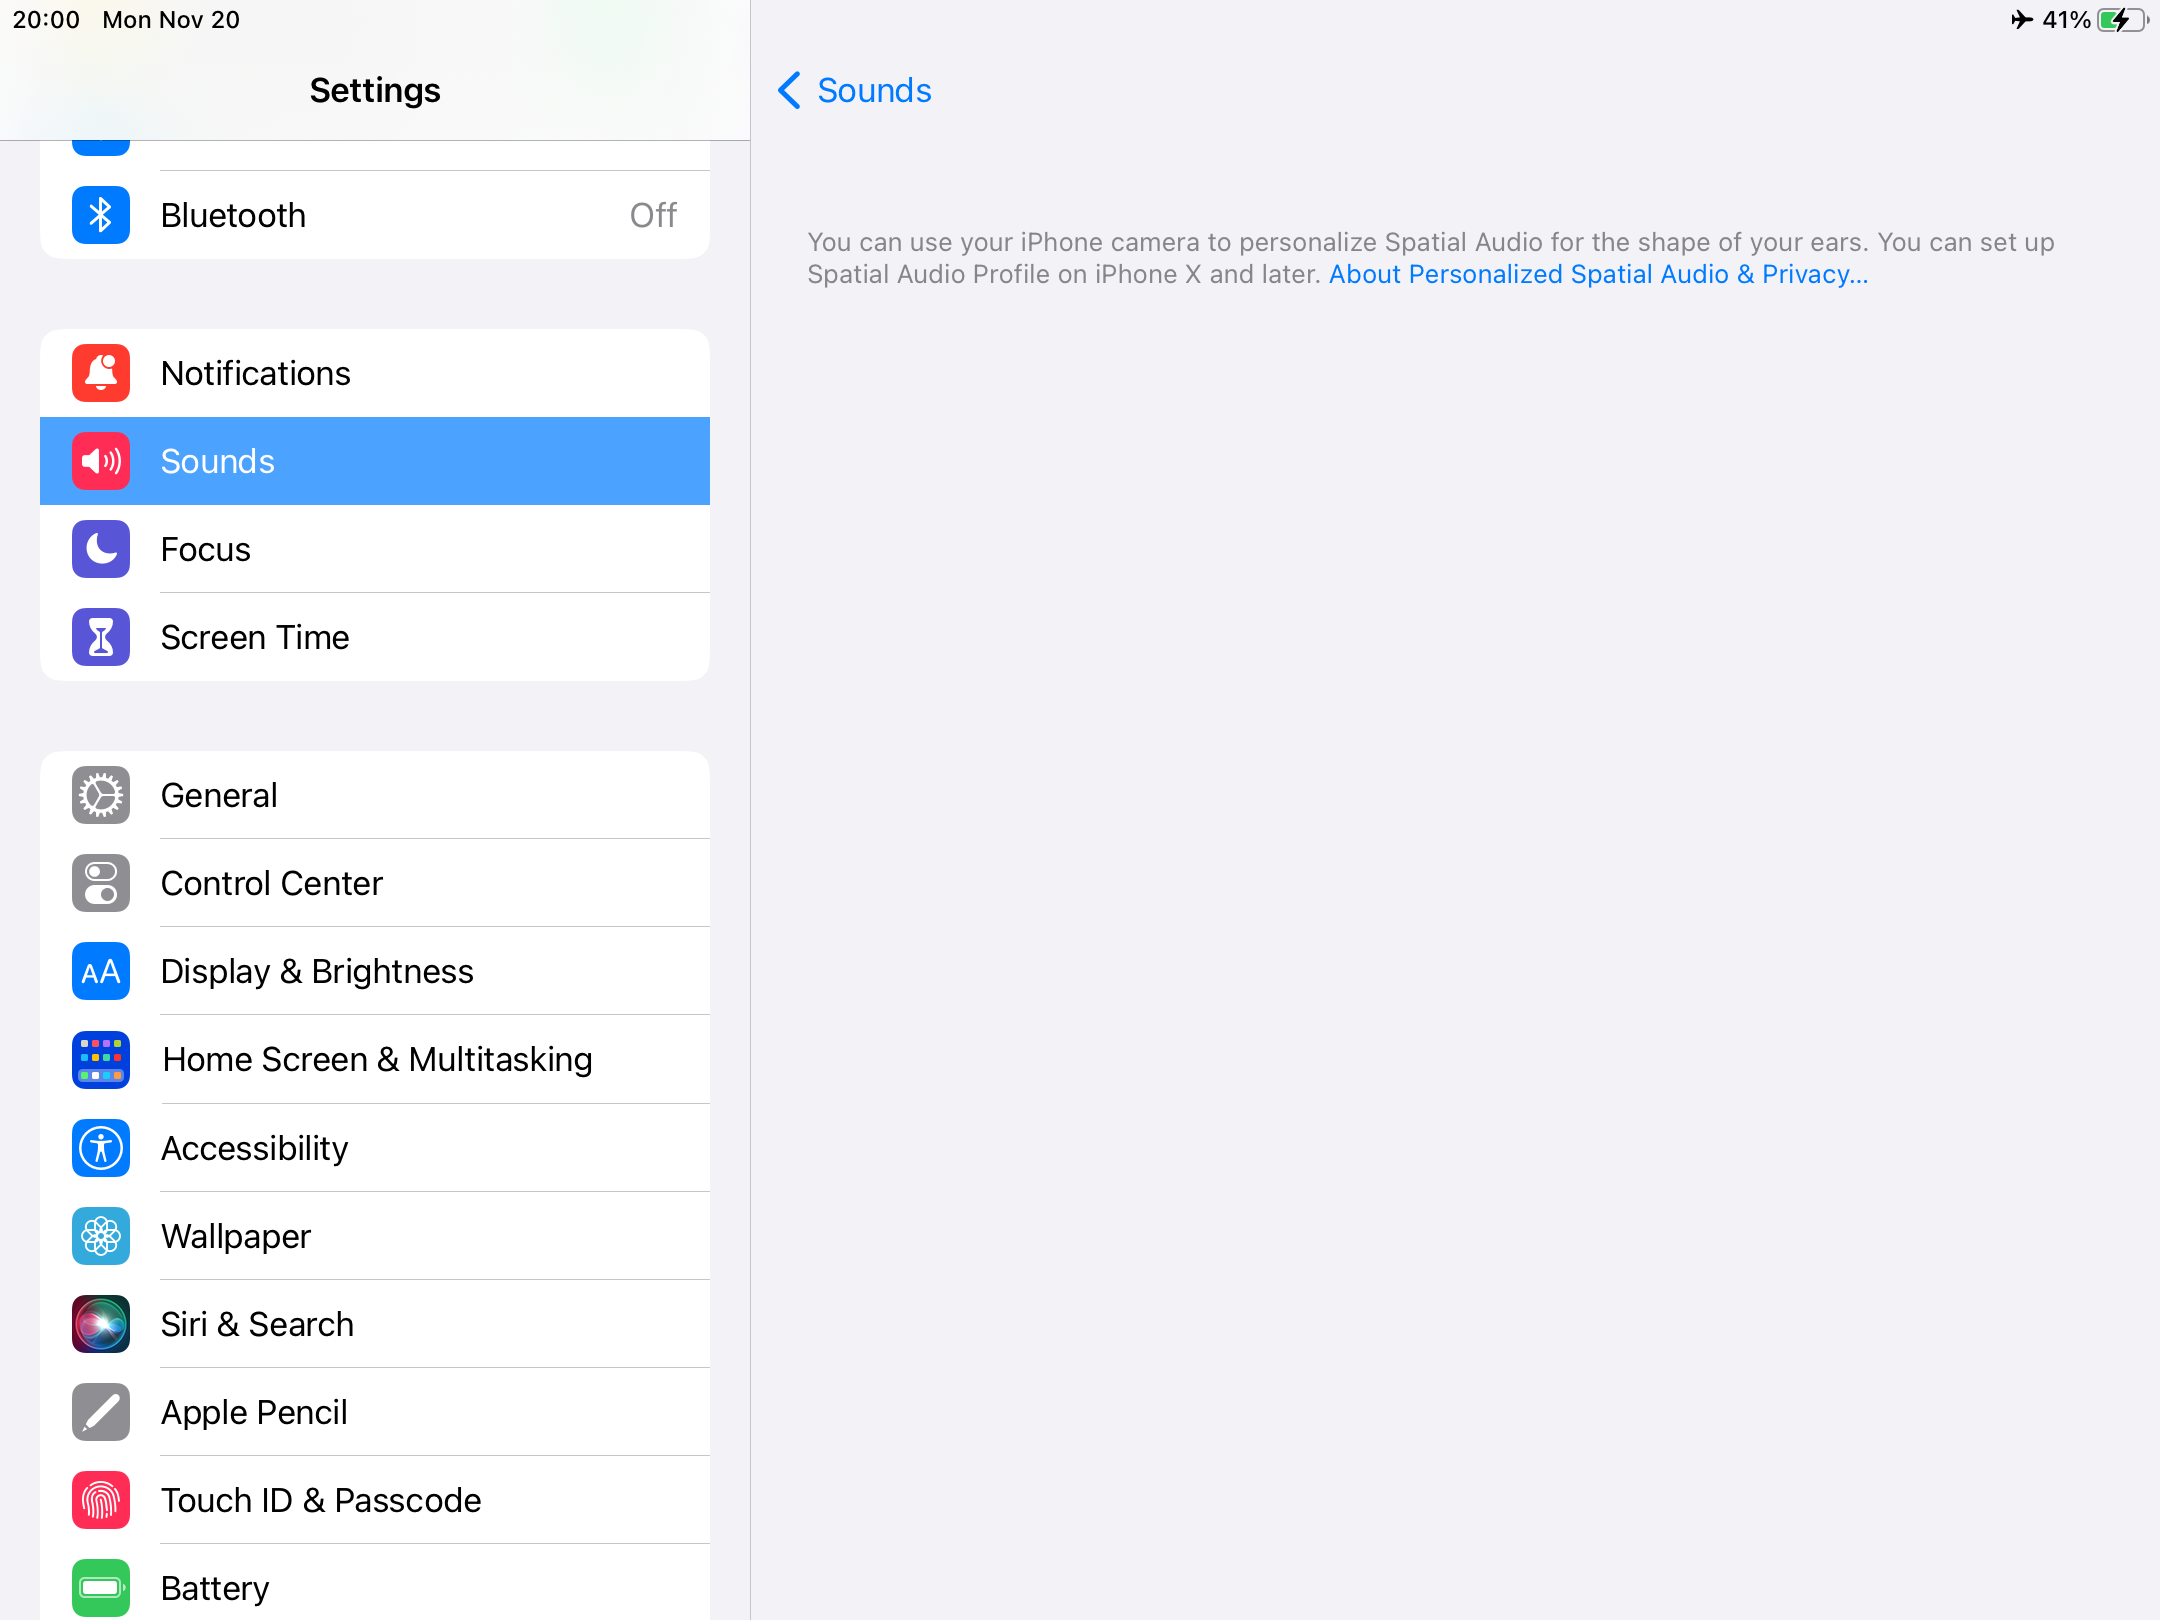 20:00 Mon Nov 20
41%
Settings
Bluetooth Off
Notifications
Sounds
Focus
Screen Time
General
Control Center
AA Display & Brightness
Home Screen & Multitasking
Accessibility
Wallpaper
Siri & Search
Apple Pencil
Touch ID & Passcode
Battery
Sounds
You can use your iPhone camera to personalize Spatial Audio for the shape of your ears. You can set up
Spatial Audio Profile on iPhone X and later. About Personalized Spatial Audio & Privacy...